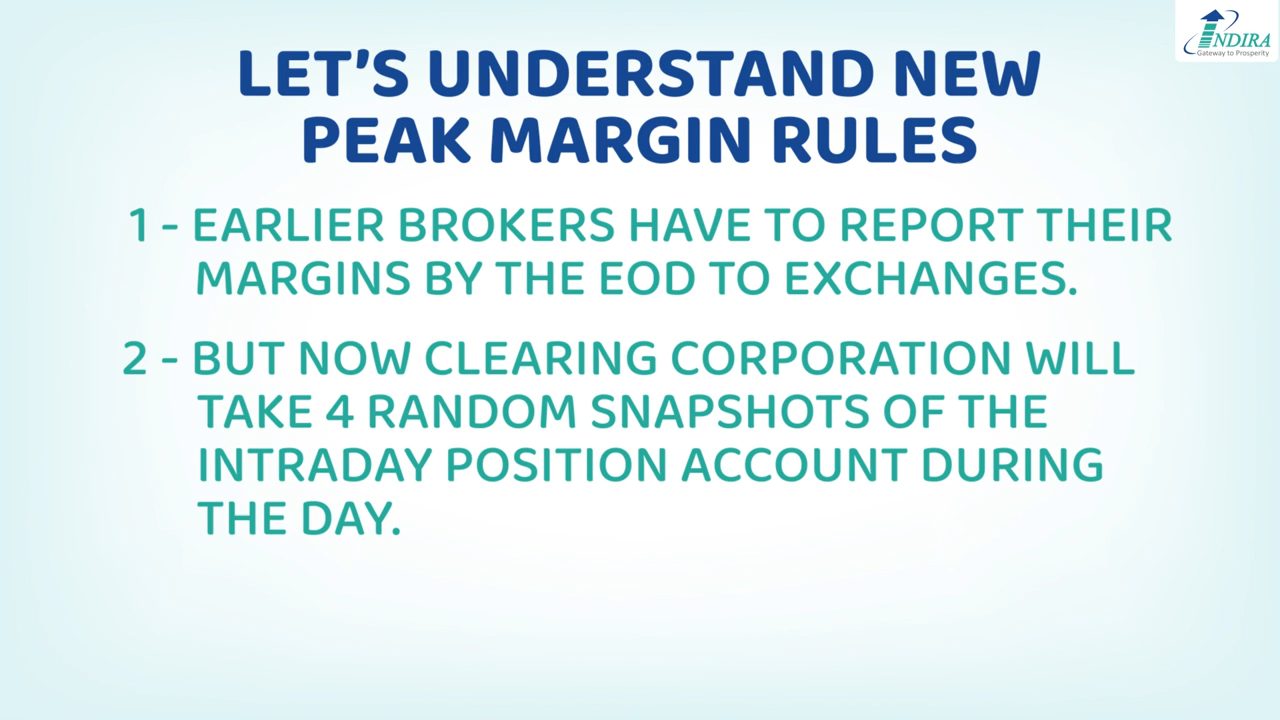 INDIRA
Gateway to Prosperity
LET'S UNDERSTAND NEW
PEAK MARGIN RULES
1 - EARLIER BROKERS HAVE TO REPORT THEIR
MARGINS BY THE EOD TO EXCHANGES.
2 - BUT NOW CLEARING CORPORATION WILL
TAKE 4 RANDOM SNAPSHOTS OF THE
INTRADAY POSITION ACCOUNT DURING
THE DAY.